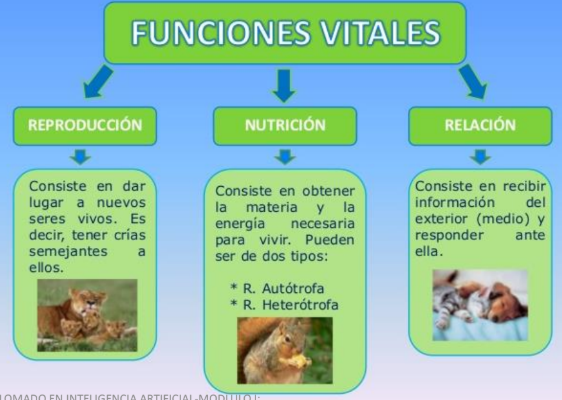 FUNCIONES VITALES
REPRODUCCIÓN
Consiste en dar
lugar a nuevos
seres vivos. Es
decir, tener crías
semejantes a
ellos.
NUTRICIÓN
Consiste en obtener
la materia y la
energía necesaria
para vivir. Pueden
ser de dos tipos:
* R. Autótrofa
* R. Heterótrofa
RELACIÓN
Consiste en recibir
información del
exterior (medio) y
responder ante
ella.
LOMADO EN INTELIGENCIA ARTIFICIAL-MODULO I: